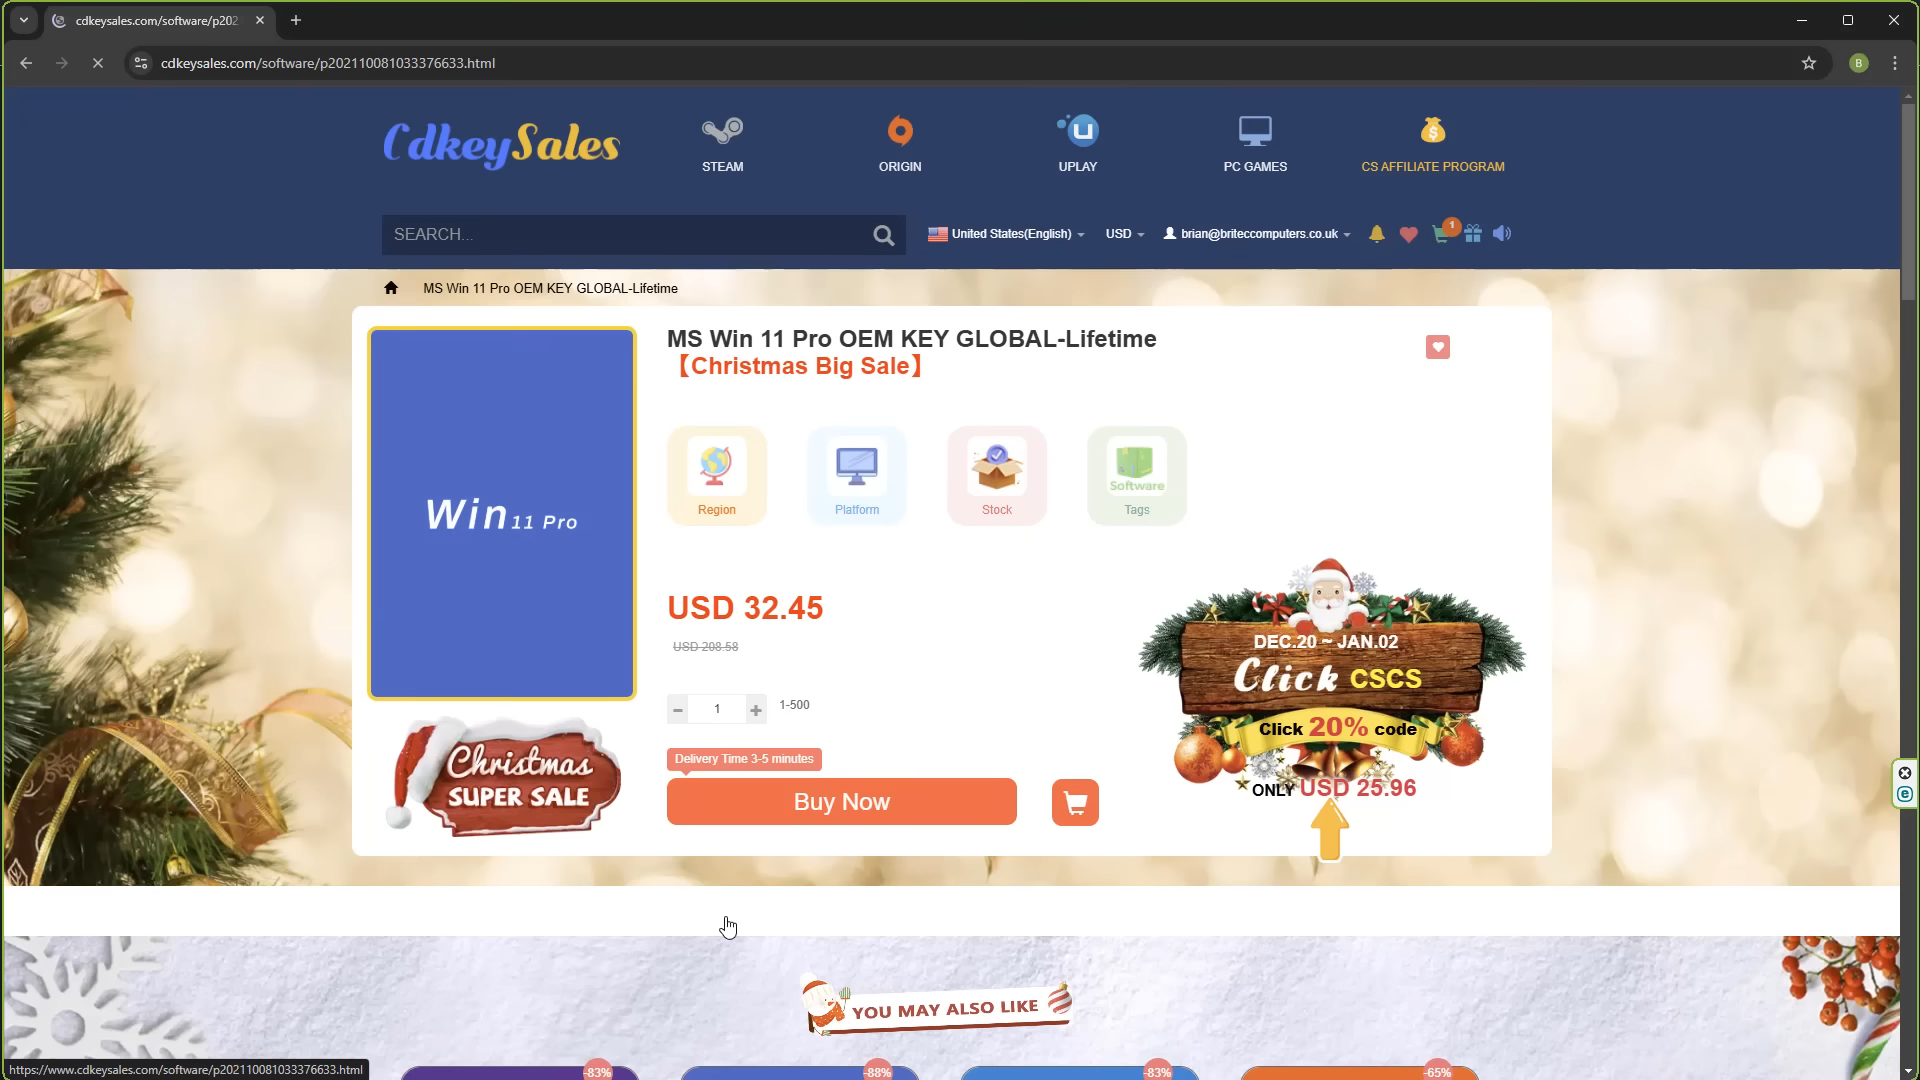 cdkeysales.com/software/p202
cdkeysales.com/software/p202110081033376633.html
B
CdkeySales
STEAM
ORIGIN
UPLAY
PC GAMES
CS AFFILIATE PROGRAM
SEARCH...
United States(English)
USD
brian@briteccomputers.co.uk
1
MS Win 11 Pro OEM KEY GLOBAL-Lifetime
Win 11 Pro
MS Win 11 Pro OEM KEY GLOBAL-Lifetime
【Christmas Big Sale】
Region
Platform
Stock
Software
Tags
USD 32.45
USD 208.58
1
1-500
Delivery Time 3-5 minutes
Buy Now
Christmas
SUPER SALE
DEC.20 ~ JAN.02
Click CSCS
Click 20% code
ONLY USD 25.96
YOU MAY ALSO LIKE
-83%
-88%
-83%
-65%
https://www.cdkeysales.com/software/p202110081033376633.html